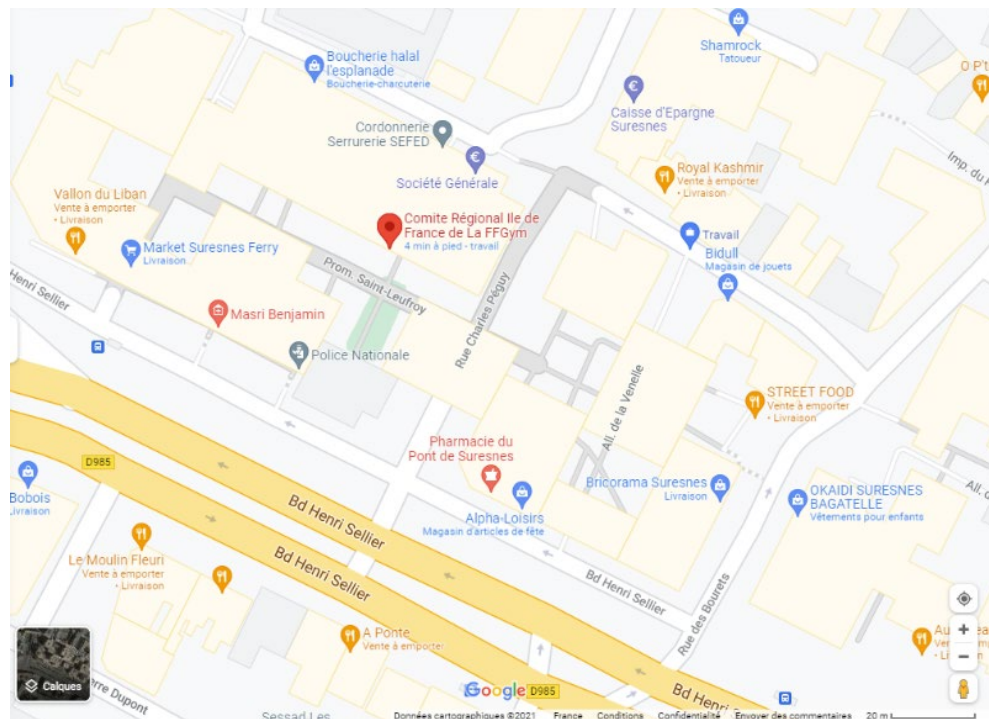 Shamrock
Tatoueur
Boucherie halal
l'esplanade
Boucherie-charcuterie
O P't
Caisse d'Epargne
Suresnes
Cordonnerie
Serrurerie SEFED
Imp. du
Royal Kashmir
Vente à emporter
• Livraison
Société Générale
Vallon du Liban
Vente à emporter
• Livraison
Comite Régional Ile de
France de La FFGym
4 min à pied - travail
Travail
Market Suresnes Ferry
Livraison
Bidull
Magasin de jouets
Prom. Saint-Leufroy
Henri Sellier
Masri Benjamin
Rue Charles Péguy
Police Nationale
All. de la Venelle
STREET FOOD
Vente à emporter
• Livraison
Pharmacie du
Pont de Suresnes
D985
Bobois
Livraison
Bricorama Suresnes
Livraison
OKAIDI SURESNES
BAGATELLE
Vêtements pour enfants
All.
Bd Henri Sellier
Alpha-Loisirs
Magasin d'articles de fête
Le Moulin Fleuri
Vente à emporter
• Livraison
Bd Henri Sellier
Bd Henri Sellier
Rue des Bourets
A Ponte
Vente à emporter
Calques
erre Dupont
Google
D985
Bd Hen
Sessad Les
Données cartographiques ©2021 France Conditions Confidentialité Envoyer des commentaires 20 m